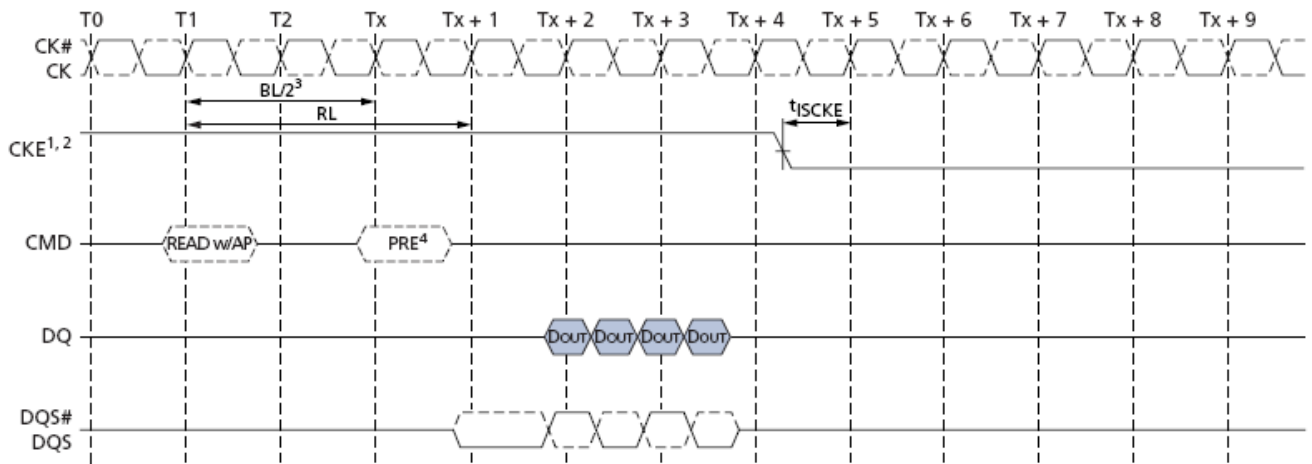 T0 T1 T2 Tx Tx + 1 Tx + 2 Tx + 3 Tx + 4 Tx + 5 Tx + 6 Tx + 7 Tx + 8 Tx + 9
CK#
CK
BL/2³
RL
tISCKE
CKE1, 2
CMD READ w/AP PRE⁴
DQ DOUT DOUT DOUT DOUT
DQS#
DQS